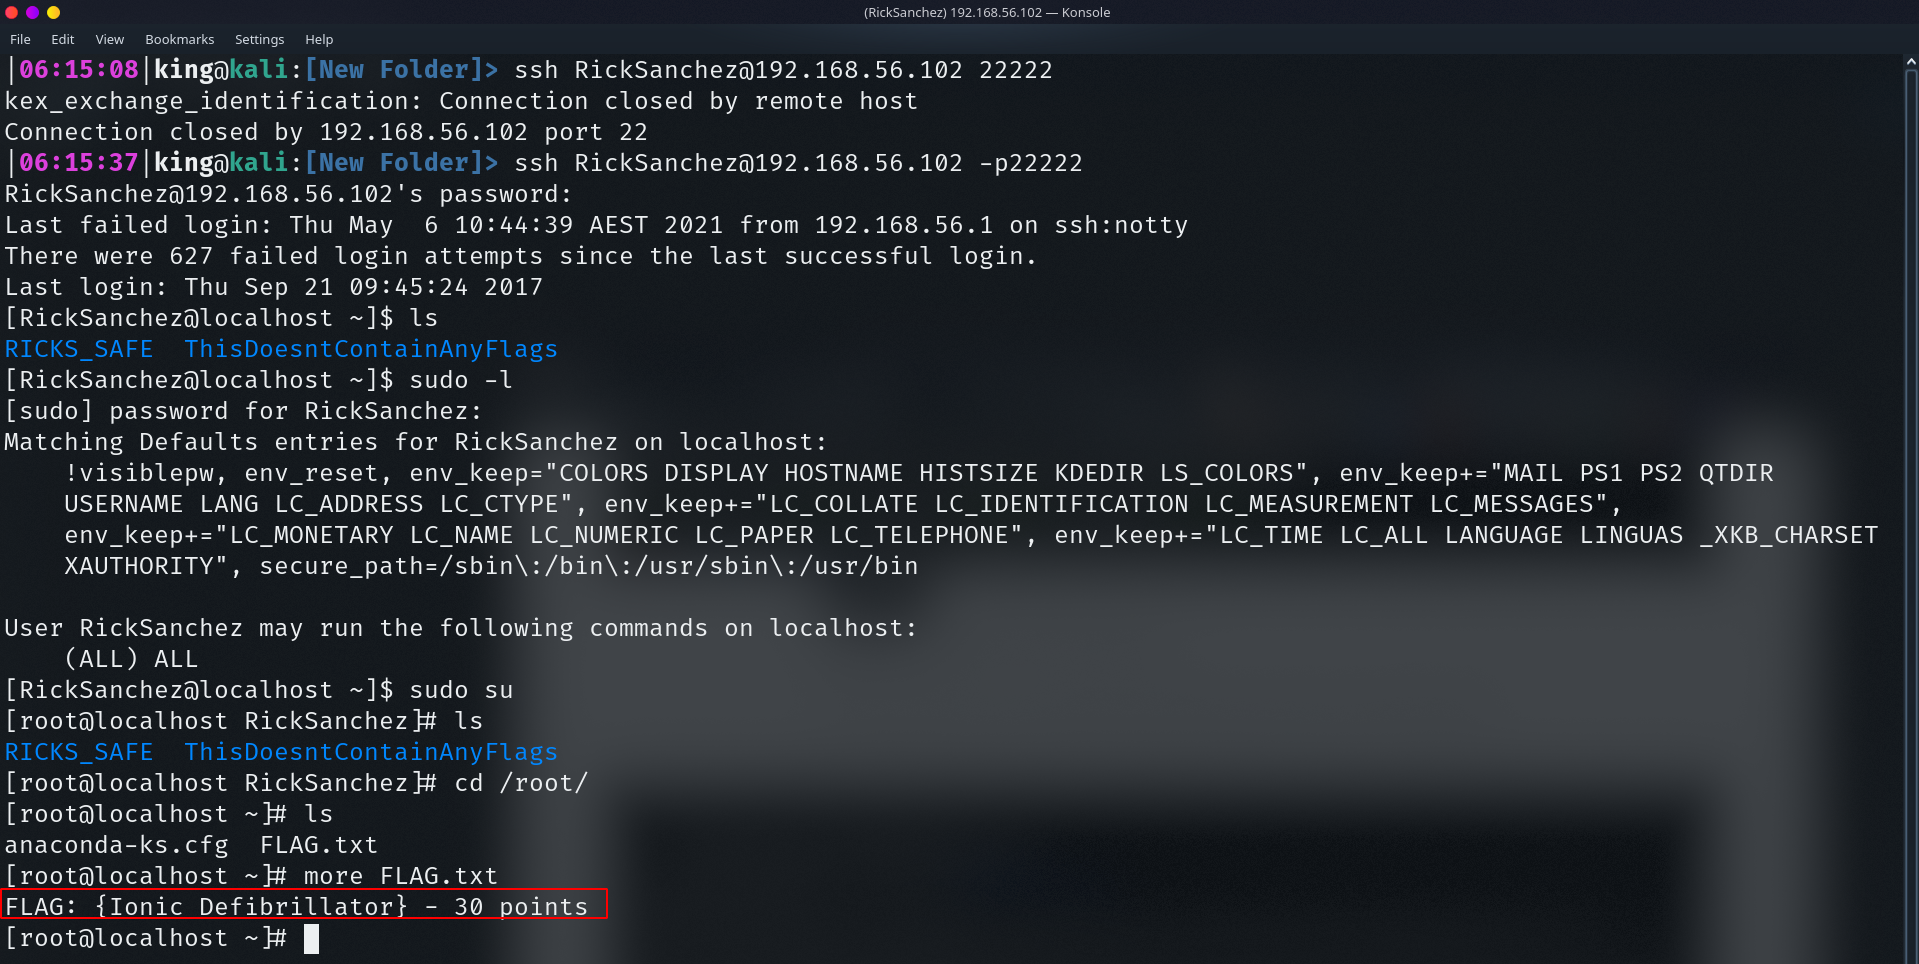 (RickSanchez) 192.168.56.102 — Konsole
File Edit View Bookmarks Settings Help
|06:15:08|king@kali:[New Folder]> ssh RickSanchez@192.168.56.102 22222
kex_exchange_identification: Connection closed by remote host
Connection closed by 192.168.56.102 port 22
|06:15:37|king@kali:[New Folder]> ssh RickSanchez@192.168.56.102 -p22222
RickSanchez@192.168.56.102's password:
Last failed login: Thu May  6 10:44:39 AEST 2021 from 192.168.56.1 on ssh:notty
There were 627 failed login attempts since the last successful login.
Last login: Thu Sep 21 09:45:24 2017
[RickSanchez@localhost ~]$ ls
RICKS_SAFE  ThisDoesntContainAnyFlags
[RickSanchez@localhost ~]$ sudo -l
[sudo] password for RickSanchez:
Matching Defaults entries for RickSanchez on localhost:
    !visiblepw, env_reset, env_keep="COLORS DISPLAY HOSTNAME HISTSIZE KDEDIR LS_COLORS", env_keep+="MAIL PS1 PS2 QTDIR
    USERNAME LANG LC_ADDRESS LC_CTYPE", env_keep+="LC_COLLATE LC_IDENTIFICATION LC_MEASUREMENT LC_MESSAGES",
    env_keep+="LC_MONETARY LC_NAME LC_NUMERIC LC_PAPER LC_TELEPHONE", env_keep+="LC_TIME LC_ALL LANGUAGE LINGUAS _XKB_CHARSET
    XAUTHORITY", secure_path=/sbin\:/bin\:/usr/sbin\:/usr/bin
User RickSanchez may run the following commands on localhost:
    (ALL) ALL
[RickSanchez@localhost ~]$ sudo su
[root@localhost RickSanchez]# ls
RICKS_SAFE  ThisDoesntContainAnyFlags
[root@localhost RickSanchez]# cd /root/
[root@localhost ~]# ls
anaconda-ks.cfg  FLAG.txt
[root@localhost ~]# more FLAG.txt
FLAG: {Ionic Defibrillator} - 30 points
[root@localhost ~]#